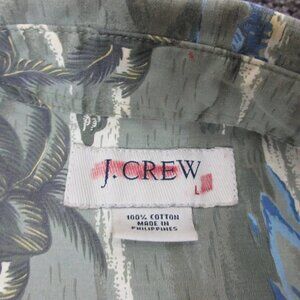 J.CREW
L
100% COTTON
MADE IN
PHILIPPINES